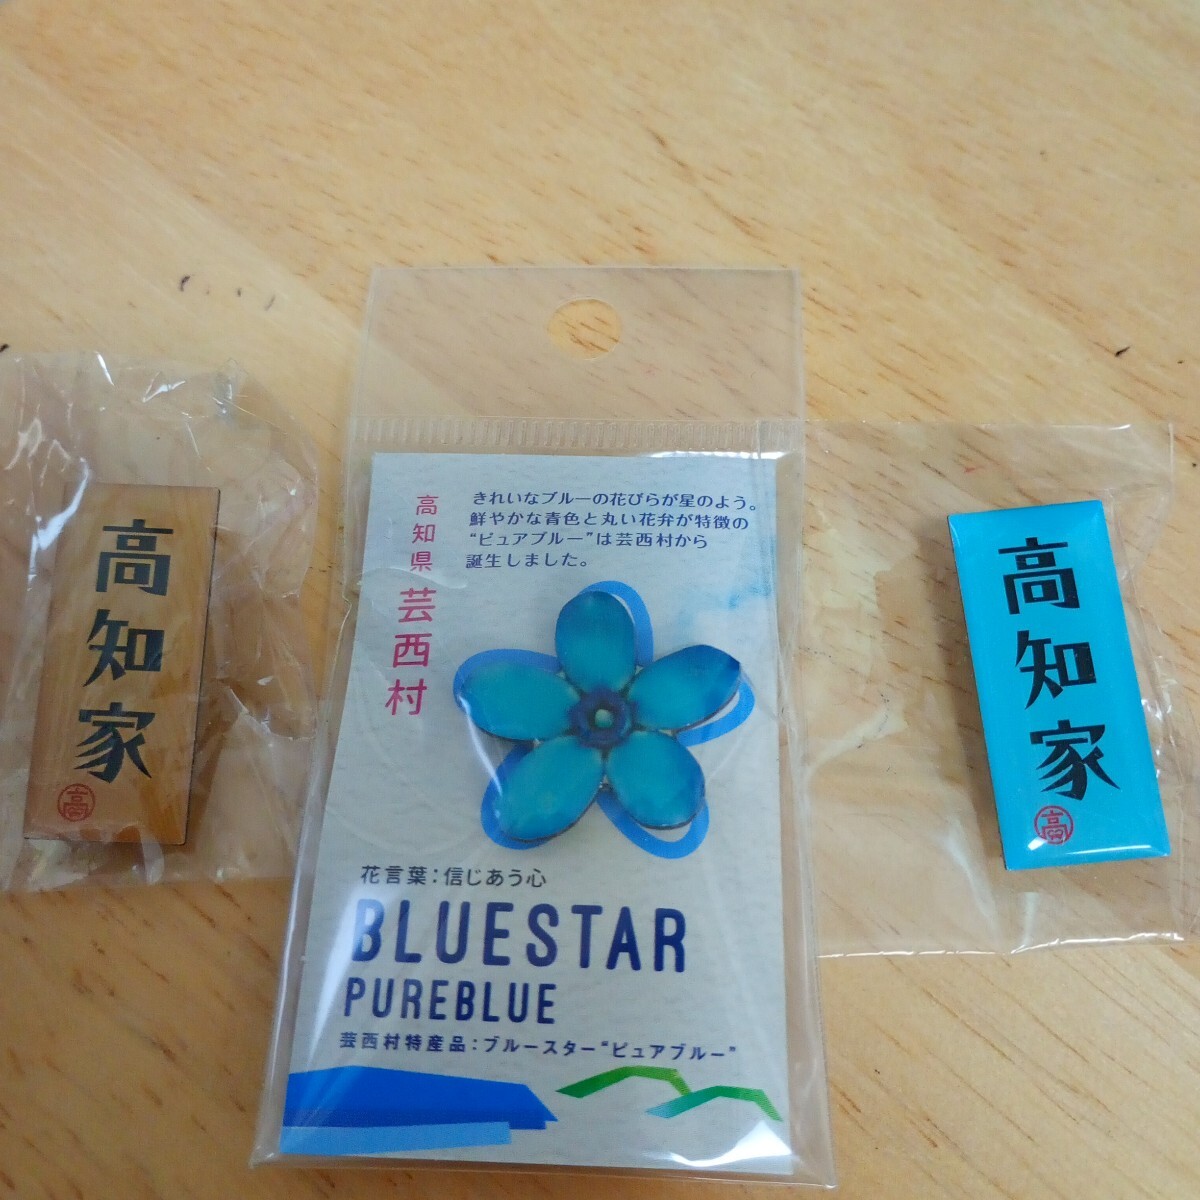 高知家
高
高知県芸西村
きれいなブルーの花びらが星のよう。
鮮やかな青色と丸い花弁が特徴の
“ピュアブルー”は芸西村から
誕生しました。
花言葉：信じあう心
BLUESTAR
PUREBLUE
芸西村特産品：ブルースター“ピュアブルー”
高知家
高